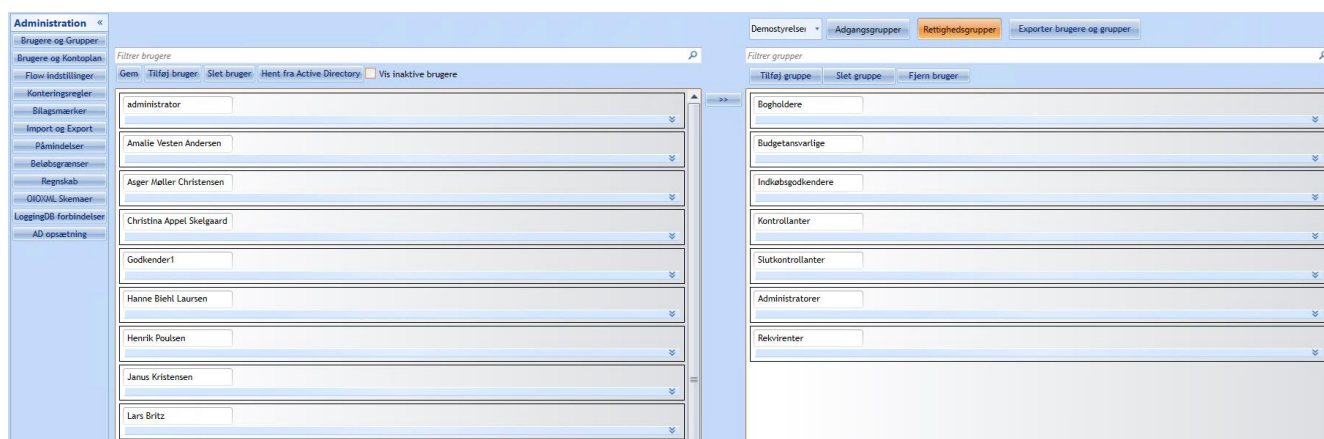 Administration «
Brugere og Grupper
Brugere og Kontoplan
Flow indstillinger
Konteringsregler
Bilagsmærker
Import og Export
Påmindelser
Beløbsgrænser
Regnskab
OIOXML Skemaer
LoggingDB forbindelser
AD opsætning
Filtrer brugere
Gem Tilføj bruger Slet bruger Hent fra Active Directory Vis inaktive brugere
administrator
Amalie Vesten Andersen
Asger Møller Christensen
Christina Appel Skelgaard
Godkender1
Hanne Biehl Laursen
Henrik Poulsen
Janus Kristensen
Lars Britz
>>
Demostyrelse Adgangsgrupper Rettighedsgrupper Exporter brugere og grupper
Filtrer grupper
Tilføj gruppe Slet gruppe Fjern bruger
Bogholdere
Budgetansvarlige
Indkøbsgodkendere
Kontrollanter
Slutkontrollanter
Administratorer
Rekvirenter